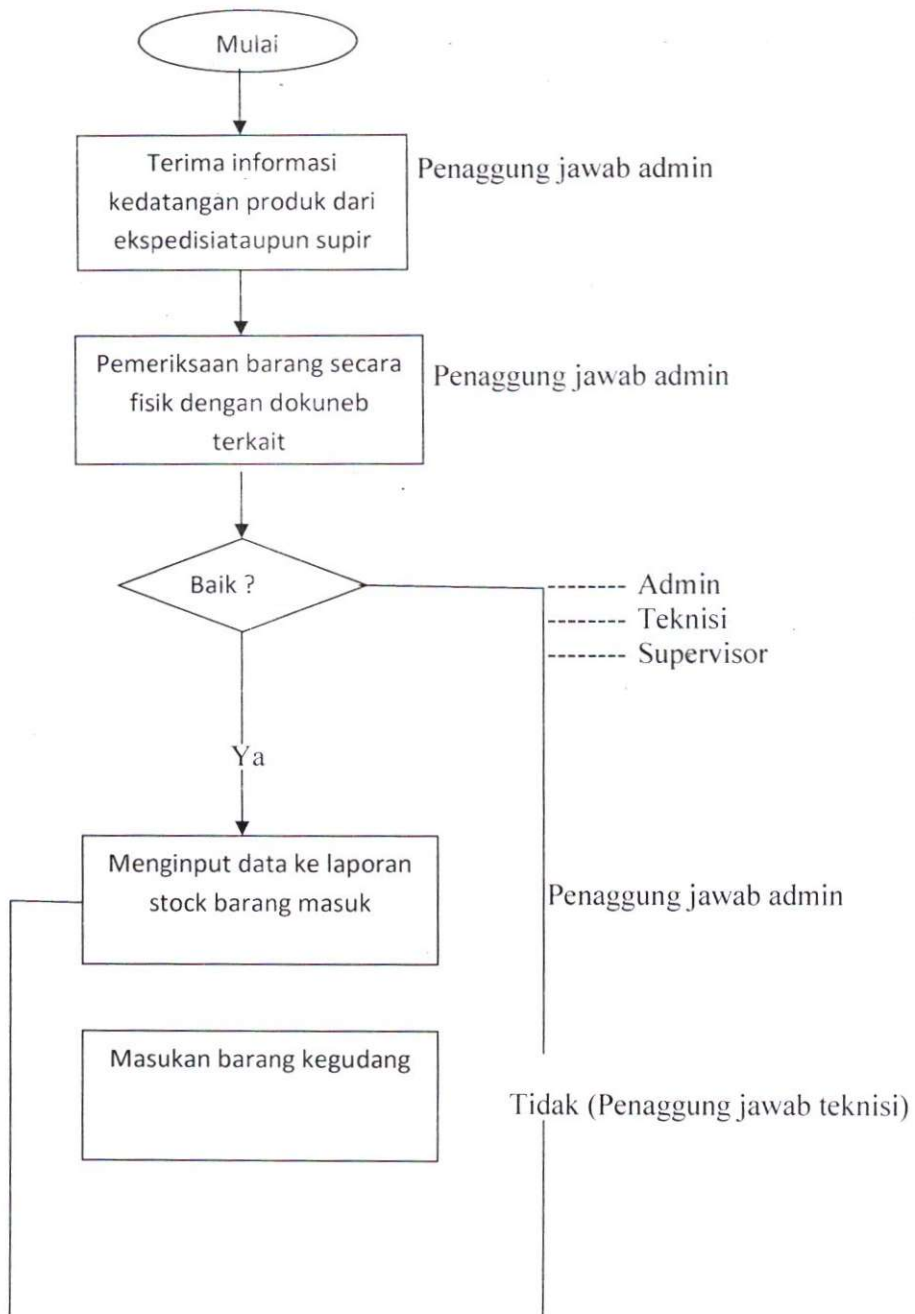 Mulai
Terima informasi
kedatangan produk dari
ekspedisiataupun supir
Penaggung jawab admin
Pemeriksaan barang secara
fisik dengan dokuneb
terkait
Penaggung jawab admin
Baik ?
------- Admin
-------- Teknisi
-------- Supervisor
Ya
Menginput data ke laporan
stock barang masuk
Penaggung jawab admin
Masukan barang kegudang
Tidak (Penaggung jawab teknisi)